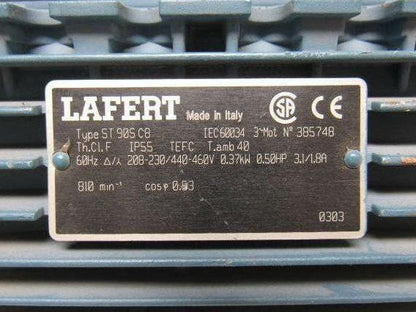 LAFERT Made In Italy CSA CE
Type ST 90S C8 IEC60034 3~Mot N° 385748
Th.Cl.F IP55 TEFC T.amb 40
60Hz Δ/⅄ 208-230/440-460V 0.37kW 0.50HP 3.1/1.8A
810 min⁻¹ cosφ 0.53
0303